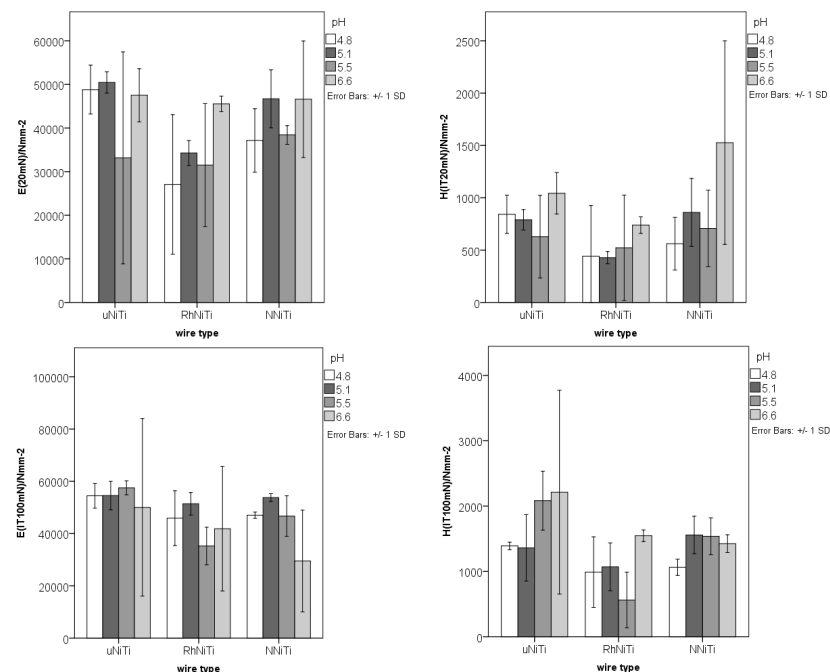 pH
4.8
5.1
5.5
6.6
Error Bars: +/- 1 SD
E(20mN)/Nmm-2
60000
50000
40000
30000
20000
10000
0
uNiTi RhNiTi NNiTi
wire type
pH
4.8
5.1
5.5
6.6
Error Bars: +/- 1 SD
H(IT20mN)/Nmm-2
2500
2000
1500
1000
500
0
uNiTi RhNiTi NNiTi
wire type
pH
4.8
5.1
5.5
6.6
Error Bars: +/- 1 SD
E(IT100mN)/Nmm-2
100000
80000
60000
40000
20000
0
uNiTi RhNiTi NNiTi
wire type
pH
4.8
5.1
5.5
6.6
Error Bars: +/- 1 SD
H(IT100mN)/Nmm-2
4000
3000
2000
1000
0
uNiTi RhNiTi NNiTi
wire type